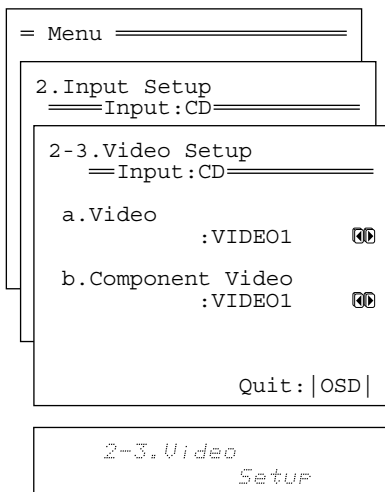 = Menu
2.Input Setup
Input:CD
2-3.Video Setup
Input:CD
a.Video
:VIDEO1
b.Component Video
:VIDEO1
Quit:|OSD|
2-3.Video
Setup